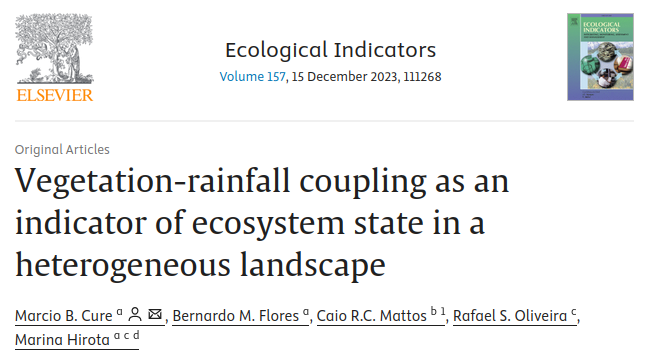 Ecological Indicators
Volume 157, 15 December 2023, 111268
ELSEVIER
ECOLOGICAL
INDICATORS
Original Articles
Vegetation-rainfall coupling as an
indicator of ecosystem state in a
heterogeneous landscape
Marcio B. Cure a, Bernardo M. Flores a, Caio R.C. Mattos b 1, Rafael S. Oliveira c,
Marina Hirota a c d